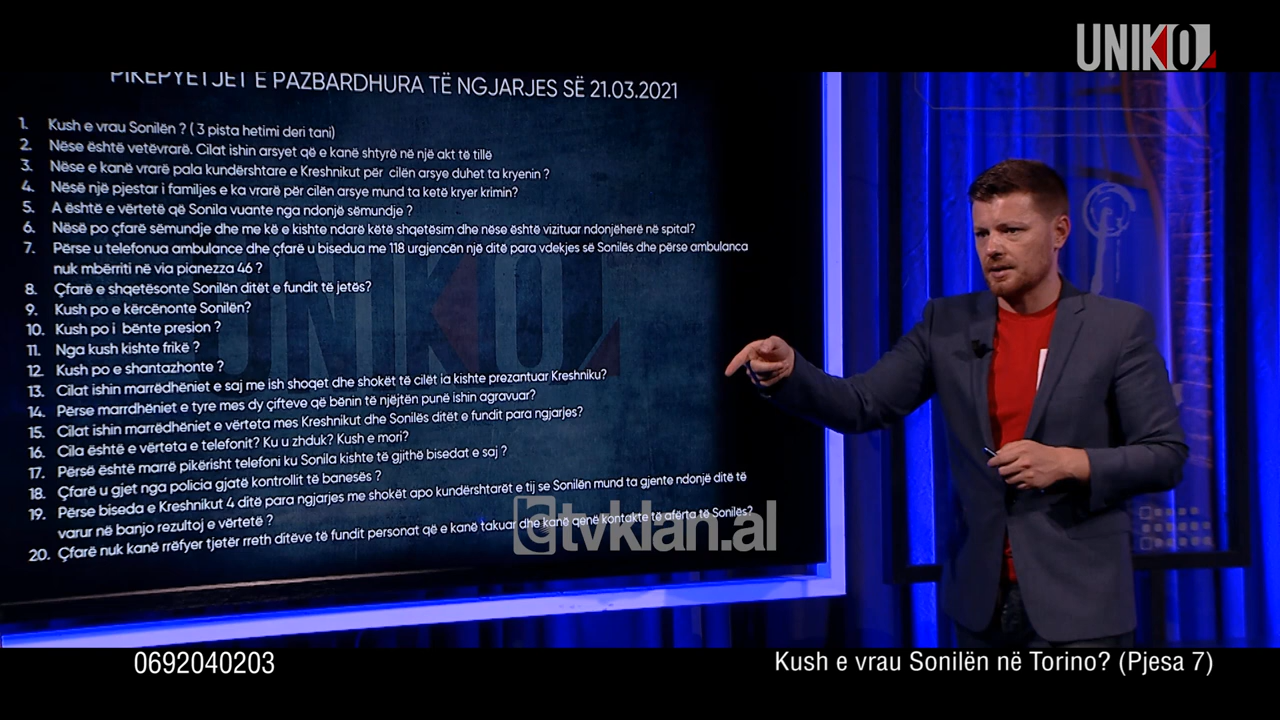 UNIKO
PIKËPYETJET E PAZBARDHURA TË NGJARJES SË 21.03.2021
1. Kush e vrau Sonilën ? ( 3 pista hetimi deri tani)
2. Nëse është vetëvrarë. Cilat ishin arsyet që e kanë shtyrë në një akt të tillë
3. Nëse e kanë vrarë pala kundërshtare e Kreshnikut për cilën arsye duhet ta kryenin ?
4. Nësë një pjestar i familjes e ka vrarë për cilën arsye mund ta ketë kryer krimin?
5. A është e vërtetë që Sonila vuante nga ndonjë sëmundje ?
6. Nësë po çfarë sëmundje dhe me kë e kishte ndarë këtë shqetësim dhe nëse është vizituar ndonjëherë në spital?
7. Përse u telefonua ambulance dhe çfarë u bisedua me 118 urgjencën një ditë para vdekjes së Sonilës dhe përse ambulanca
nuk mbërriti në via pianezza 46 ?
8. Çfarë e shqetësonte Sonilën ditët e fundit të jetës?
9. Kush po e kërcënonte Sonilën?
10. Kush po i bënte presion ?
11. Nga kush kishte frikë ?
12. Kush po e shantazhonte ?
13. Cilat ishin marrëdhëniet e saj me ish shoqet dhe shokët të cilët ia kishte prezantuar Kreshniku?
14. Përse marrdhëniet e tyre mes dy çifteve që bënin të njëjtën punë ishin agravuar?
15. Cilat ishin marrëdhëniet e vërteta mes Kreshnikut dhe Sonilës ditët e fundit para ngjarjes?
16. Cila është e vërteta e telefonit? Ku u zhduk? Kush e mori?
17. Përsë është marrë pikërisht telefoni ku Sonila kishte të gjithë bisedat e saj ?
18. Çfarë u gjet nga policia gjatë kontrollit të banesës ?
19. Përse biseda e Kreshnikut 4 ditë para ngjarjes me shokët apo kundërshtarët e tij se Sonilën mund ta gjente ndonjë ditë të
varur në banjo rezultoj e vërtetë ?
20. Çfarë nuk kanë rrëfyer tjetër rreth ditëve të fundit personat që e kanë takuar dhe kanë qenë kontakte të afërta të Sonilës?
tvklan.al
0692040203
Kush e vrau Sonilën në Torino? (Pjesa 7)